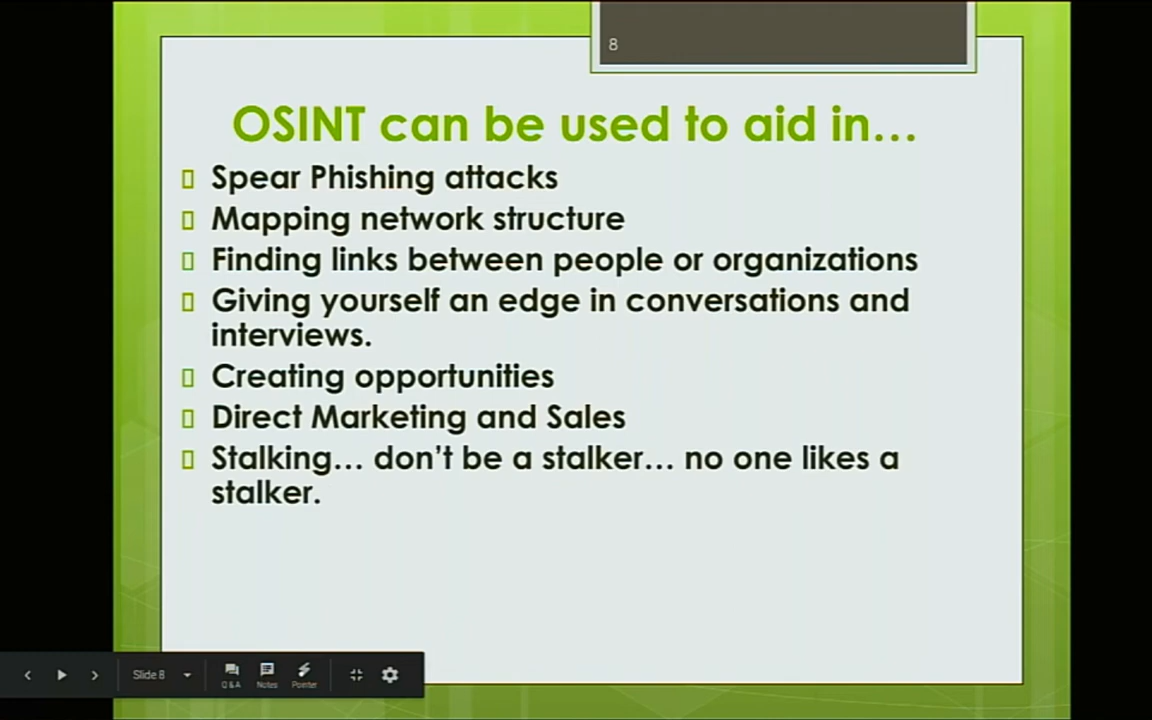 8
OSINT can be used to aid in...
Spear Phishing attacks
Mapping network structure
Finding links between people or organizations
Giving yourself an edge in conversations and
interviews.
Creating opportunities
Direct Marketing and Sales
Stalking... don't be a stalker... no one likes a
stalker.
Slide 8
Q & A
Notes
Pointer